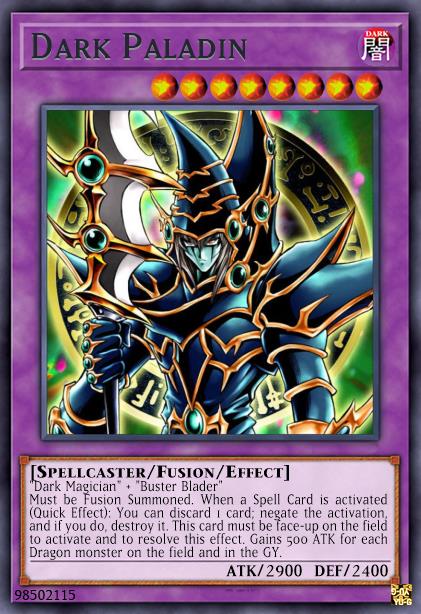 DARK PALADIN
DARK
闇
[SPELLCASTER/FUSION/EFFECT]
"Dark Magician" + "Buster Blader"
Must be Fusion Summoned. When a Spell Card is activated
(Quick Effect): You can discard 1 card; negate the activation,
and if you do, destroy it. This card must be face-up on the field
to activate and to resolve this effect. Gains 500 ATK for each
Dragon monster on the field and in the GY.
ATK/2900 DEF/2400
98502115